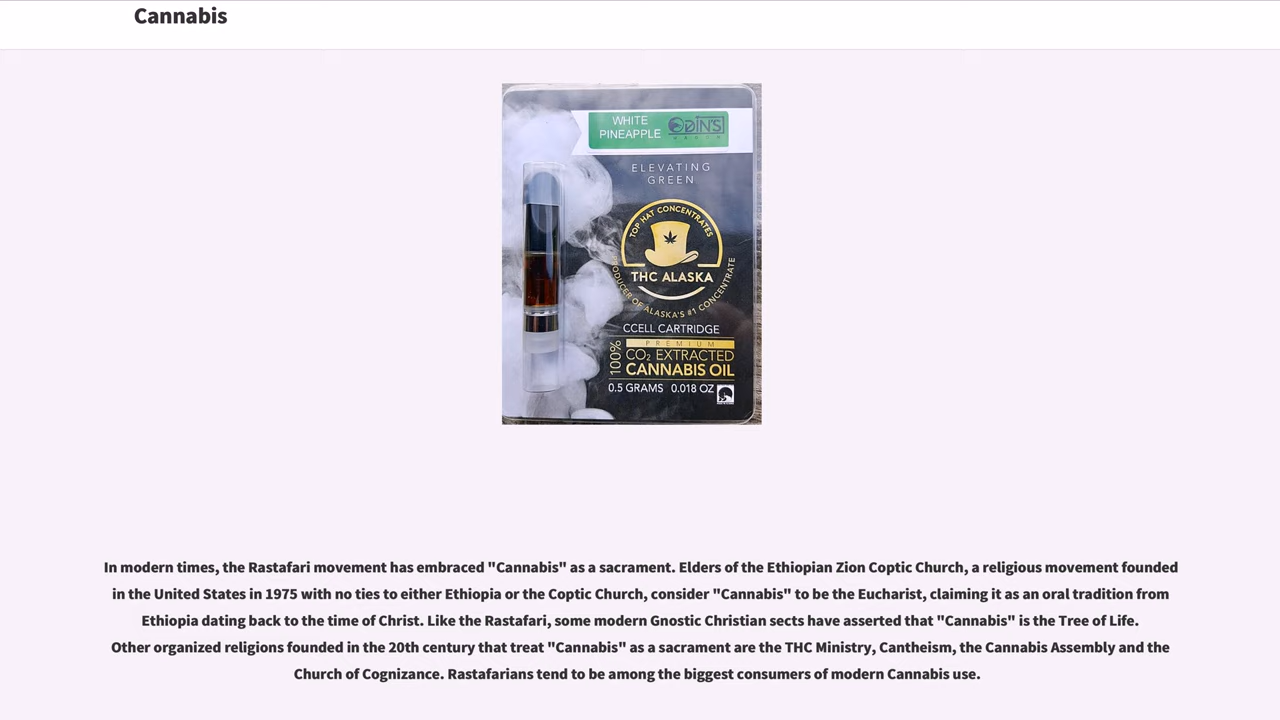 Cannabis
WHITE
PINEAPPLE
ODIN'S
ELEVATING
GREEN
TOP HAT CONCENTRATES
THC ALASKA
PRODUCER OF ALASKA'S #1 CONCENTRATE
CCELL CARTRIDGE
PREMIUM
100%
CO₂ EXTRACTED
CANNABIS OIL
0.5 GRAMS 0.018 OZ
In modern times, the Rastafari movement has embraced "Cannabis" as a sacrament. Elders of the Ethiopian Zion Coptic Church, a religious movement founded
in the United States in 1975 with no ties to either Ethiopia or the Coptic Church, consider "Cannabis" to be the Eucharist, claiming it as an oral tradition from
Ethiopia dating back to the time of Christ. Like the Rastafari, some modern Gnostic Christian sects have asserted that "Cannabis" is the Tree of Life.
Other organized religions founded in the 20th century that treat "Cannabis" as a sacrament are the THC Ministry, Cantheism, the Cannabis Assembly and the
Church of Cognizance. Rastafarians tend to be among the biggest consumers of modern Cannabis use.